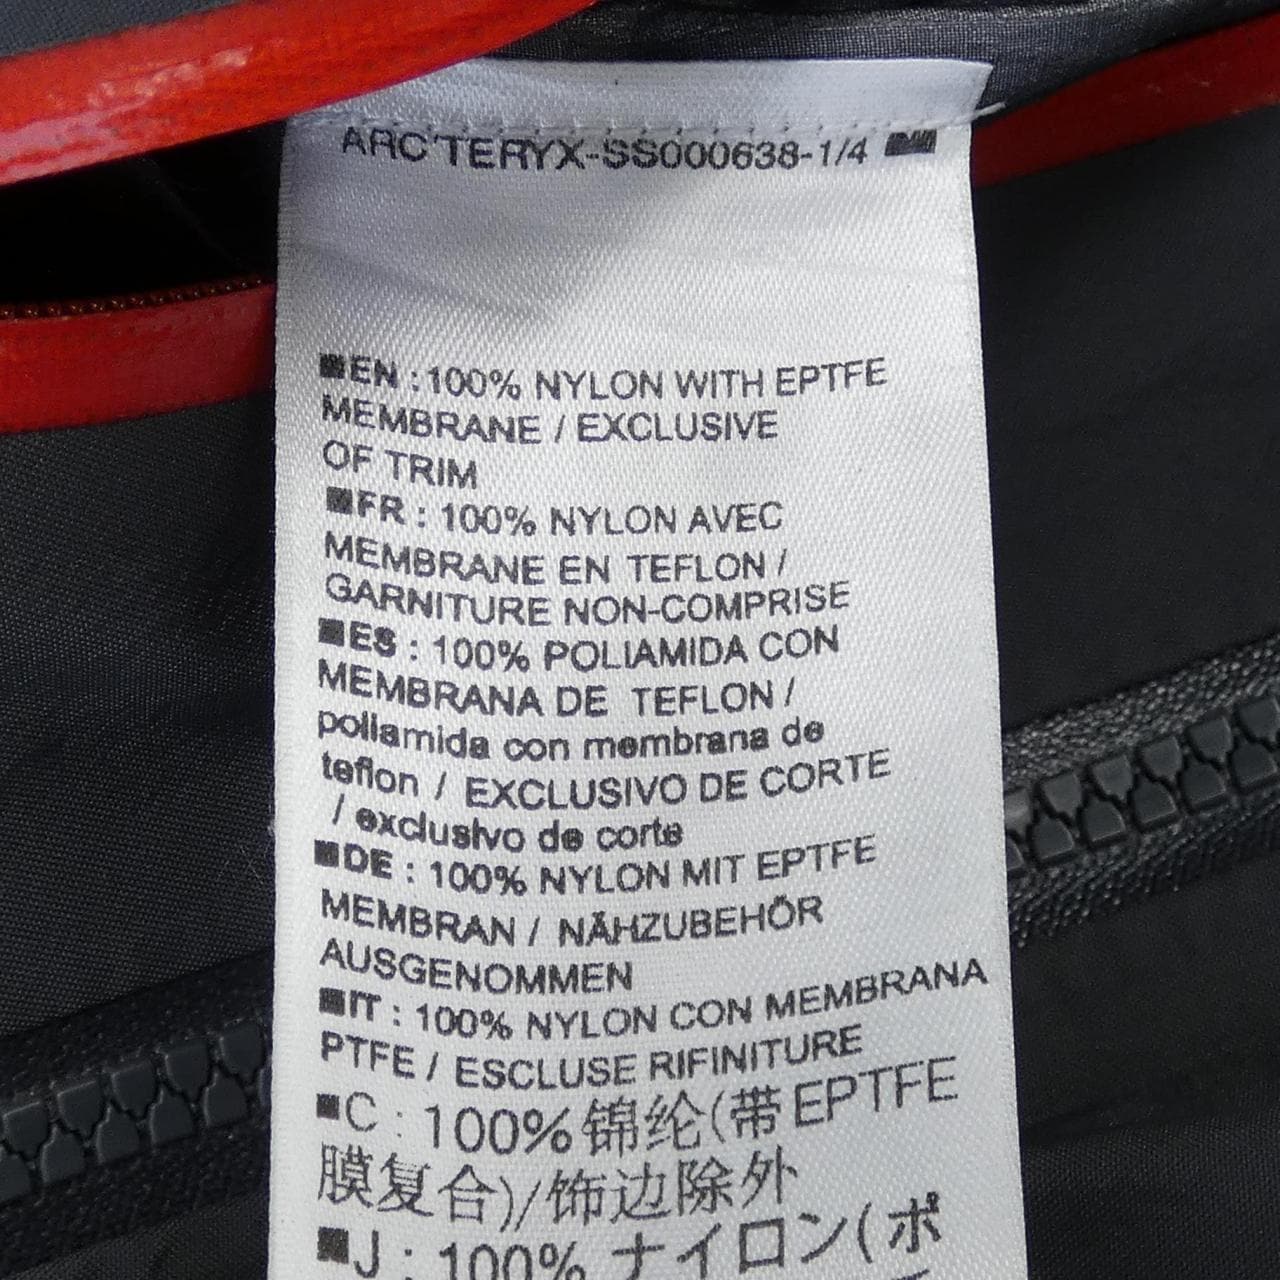 ARC'TERYX-SS000638-1/4
EN : 100% NYLON WITH EPTFE
MEMBRANE / EXCLUSIVE
OF TRIM
FR : 100% NYLON AVEC
MEMBRANE EN TEFLON /
GARNITURE NON-COMPRISE
ES : 100% POLIAMIDA CON
MEMBRANA DE TEFLON /
poliamida con membrana de
teflon / EXCLUSIVO DE CORTE
/ exclusivo de corte
DE : 100% NYLON MIT EPTFE
MEMBRAN / NÄHZUBEHÖR
AUSGENOMMEN
IT : 100% NYLON CON MEMBRANA
PTFE / ESCLUSE RIFINITURE
C : 100%锦纶(带EPTFE
膜复合)/饰边除外
J : 100% ナイロン(ポ